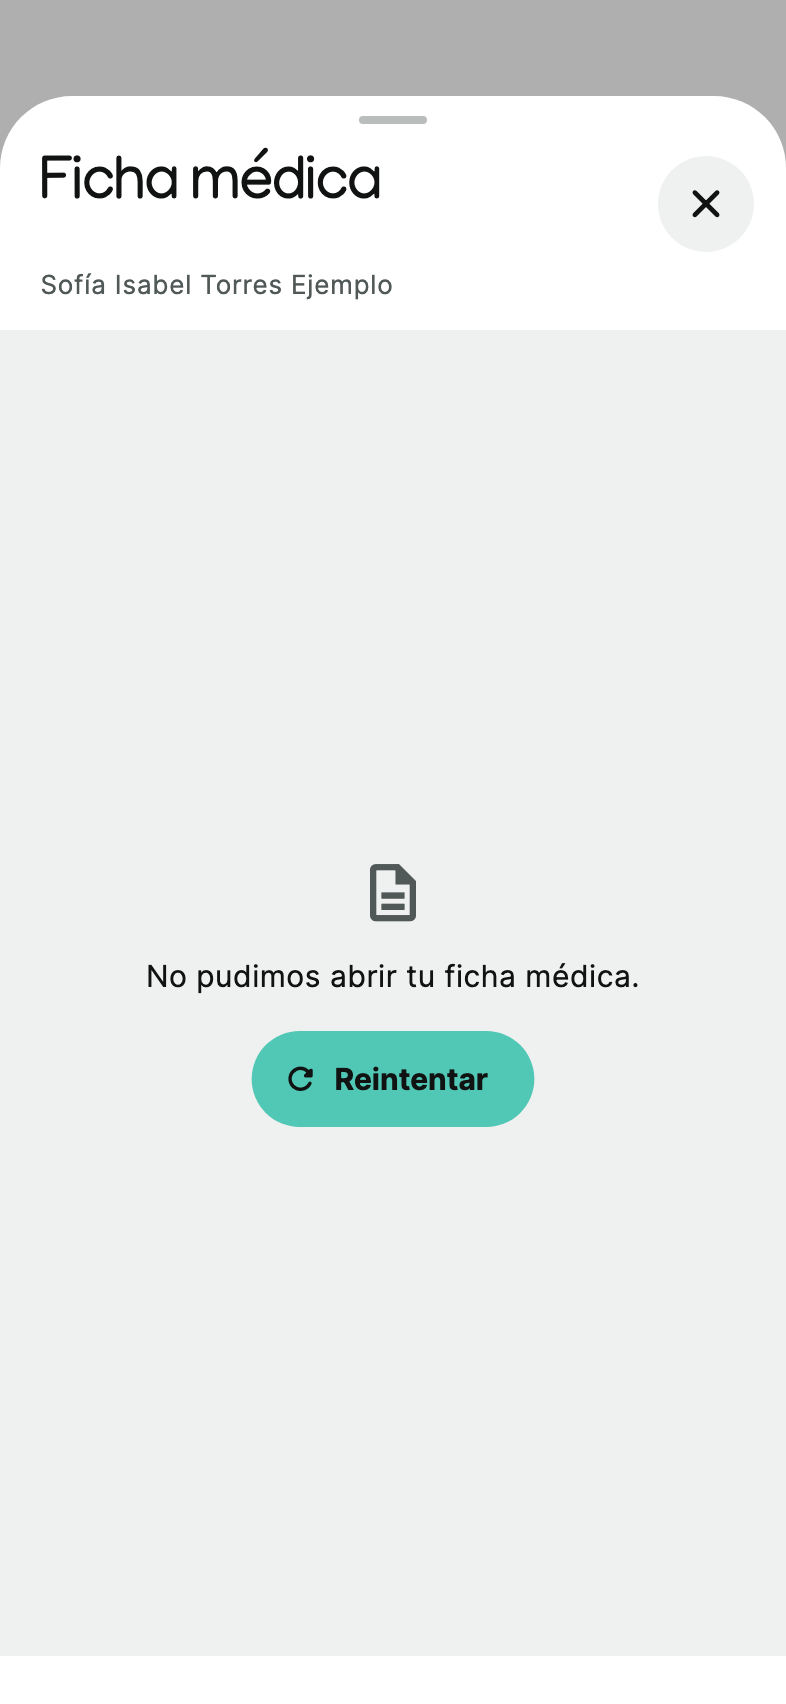 Ficha médica
Sofía Isabel Torres Ejemplo
No pudimos abrir tu ficha médica.
Reintentar